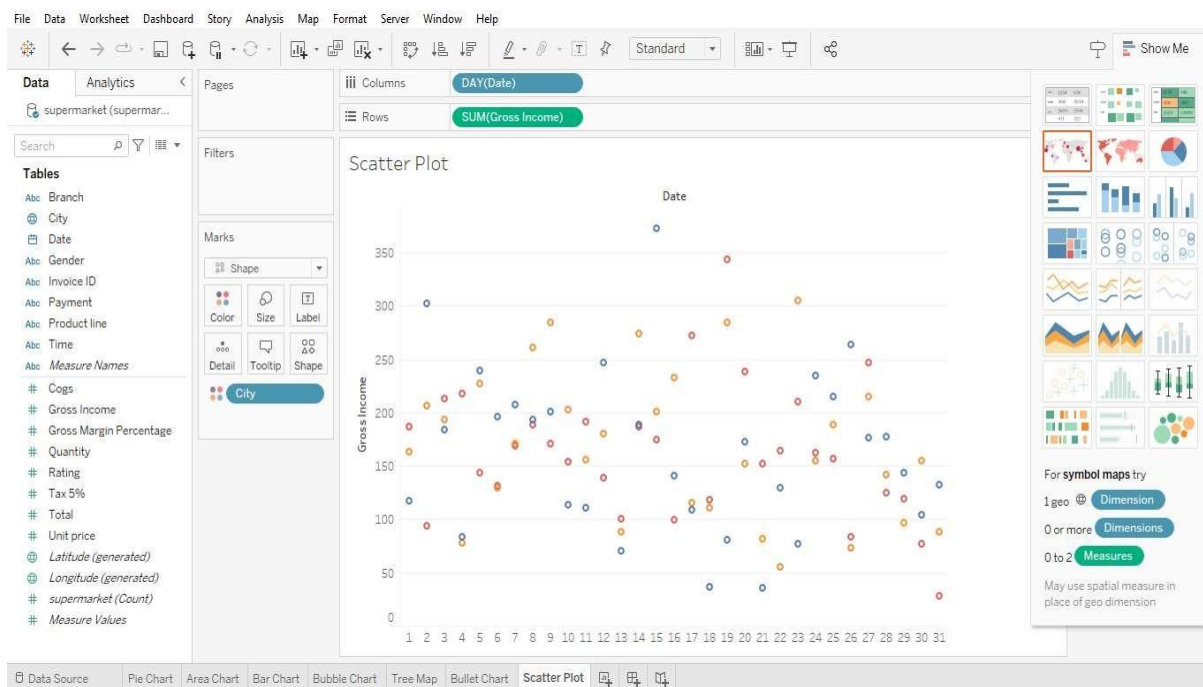 File Data Worksheet Dashboard Story Analysis Map Format Server Window Help
Standard
Show Me
Data Analytics
supermarket (supermar...
Search
Tables
Abc Branch
City
Date
Abc Gender
Abc Invoice ID
Abc Payment
Abc Product line
Abc Time
Abc Measure Names
# Cogs
# Gross Income
# Gross Margin Percentage
# Quantity
# Rating
# Tax 5%
# Total
# Unit price
Latitude (generated)
Longitude (generated)
# supermarket (Count)
# Measure Values
Pages
Filters
Marks
Shape
Color Size Label
Detail Tooltip Shape
City
Columns DAY(Date)
Rows SUM(Gross Income)
Scatter Plot
Date
Gross Income
350
300
250
200
150
100
50
0
1 2 3 4 5 6 7 8 9 10 11 12 13 14 15 16 17 18 19 20 21 22 23 24 25 26 27 28 29 30 31
For symbol maps try
1 geo Dimension
0 or more Dimensions
0 to 2 Measures
May use spatial measure in
place of geo dimension
Data Source Pie Chart Area Chart Bar Chart Bubble Chart Tree Map Bullet Chart Scatter Plot